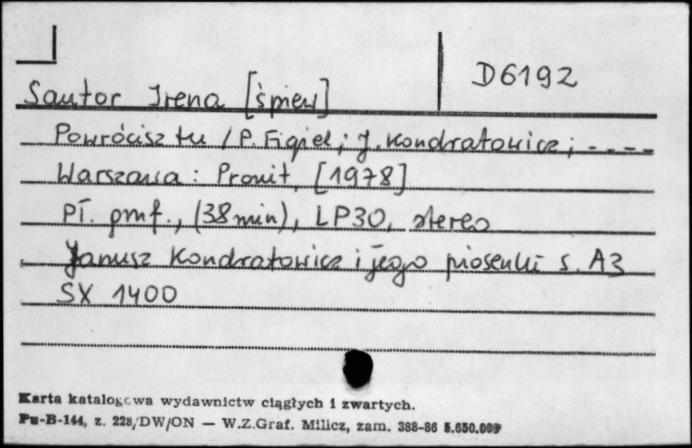 D6192
Santor Irena [śpiew]
Powrócisz tu / P. Figiel ; J. Kondratowicz ; - - - -
Warszawa : Pronit, [1978]
Pł. gmf., (38 min), LP30, stereo
Janusz Kondratowicz i jego piosenki s. A3
SX 1400
Karta katalogowa wydawnictw ciągłych i zwartych.
Pu-B-144, z. 228/DW/ON — W.Z.Graf. Milicz, zam. 388-86 5.650.000